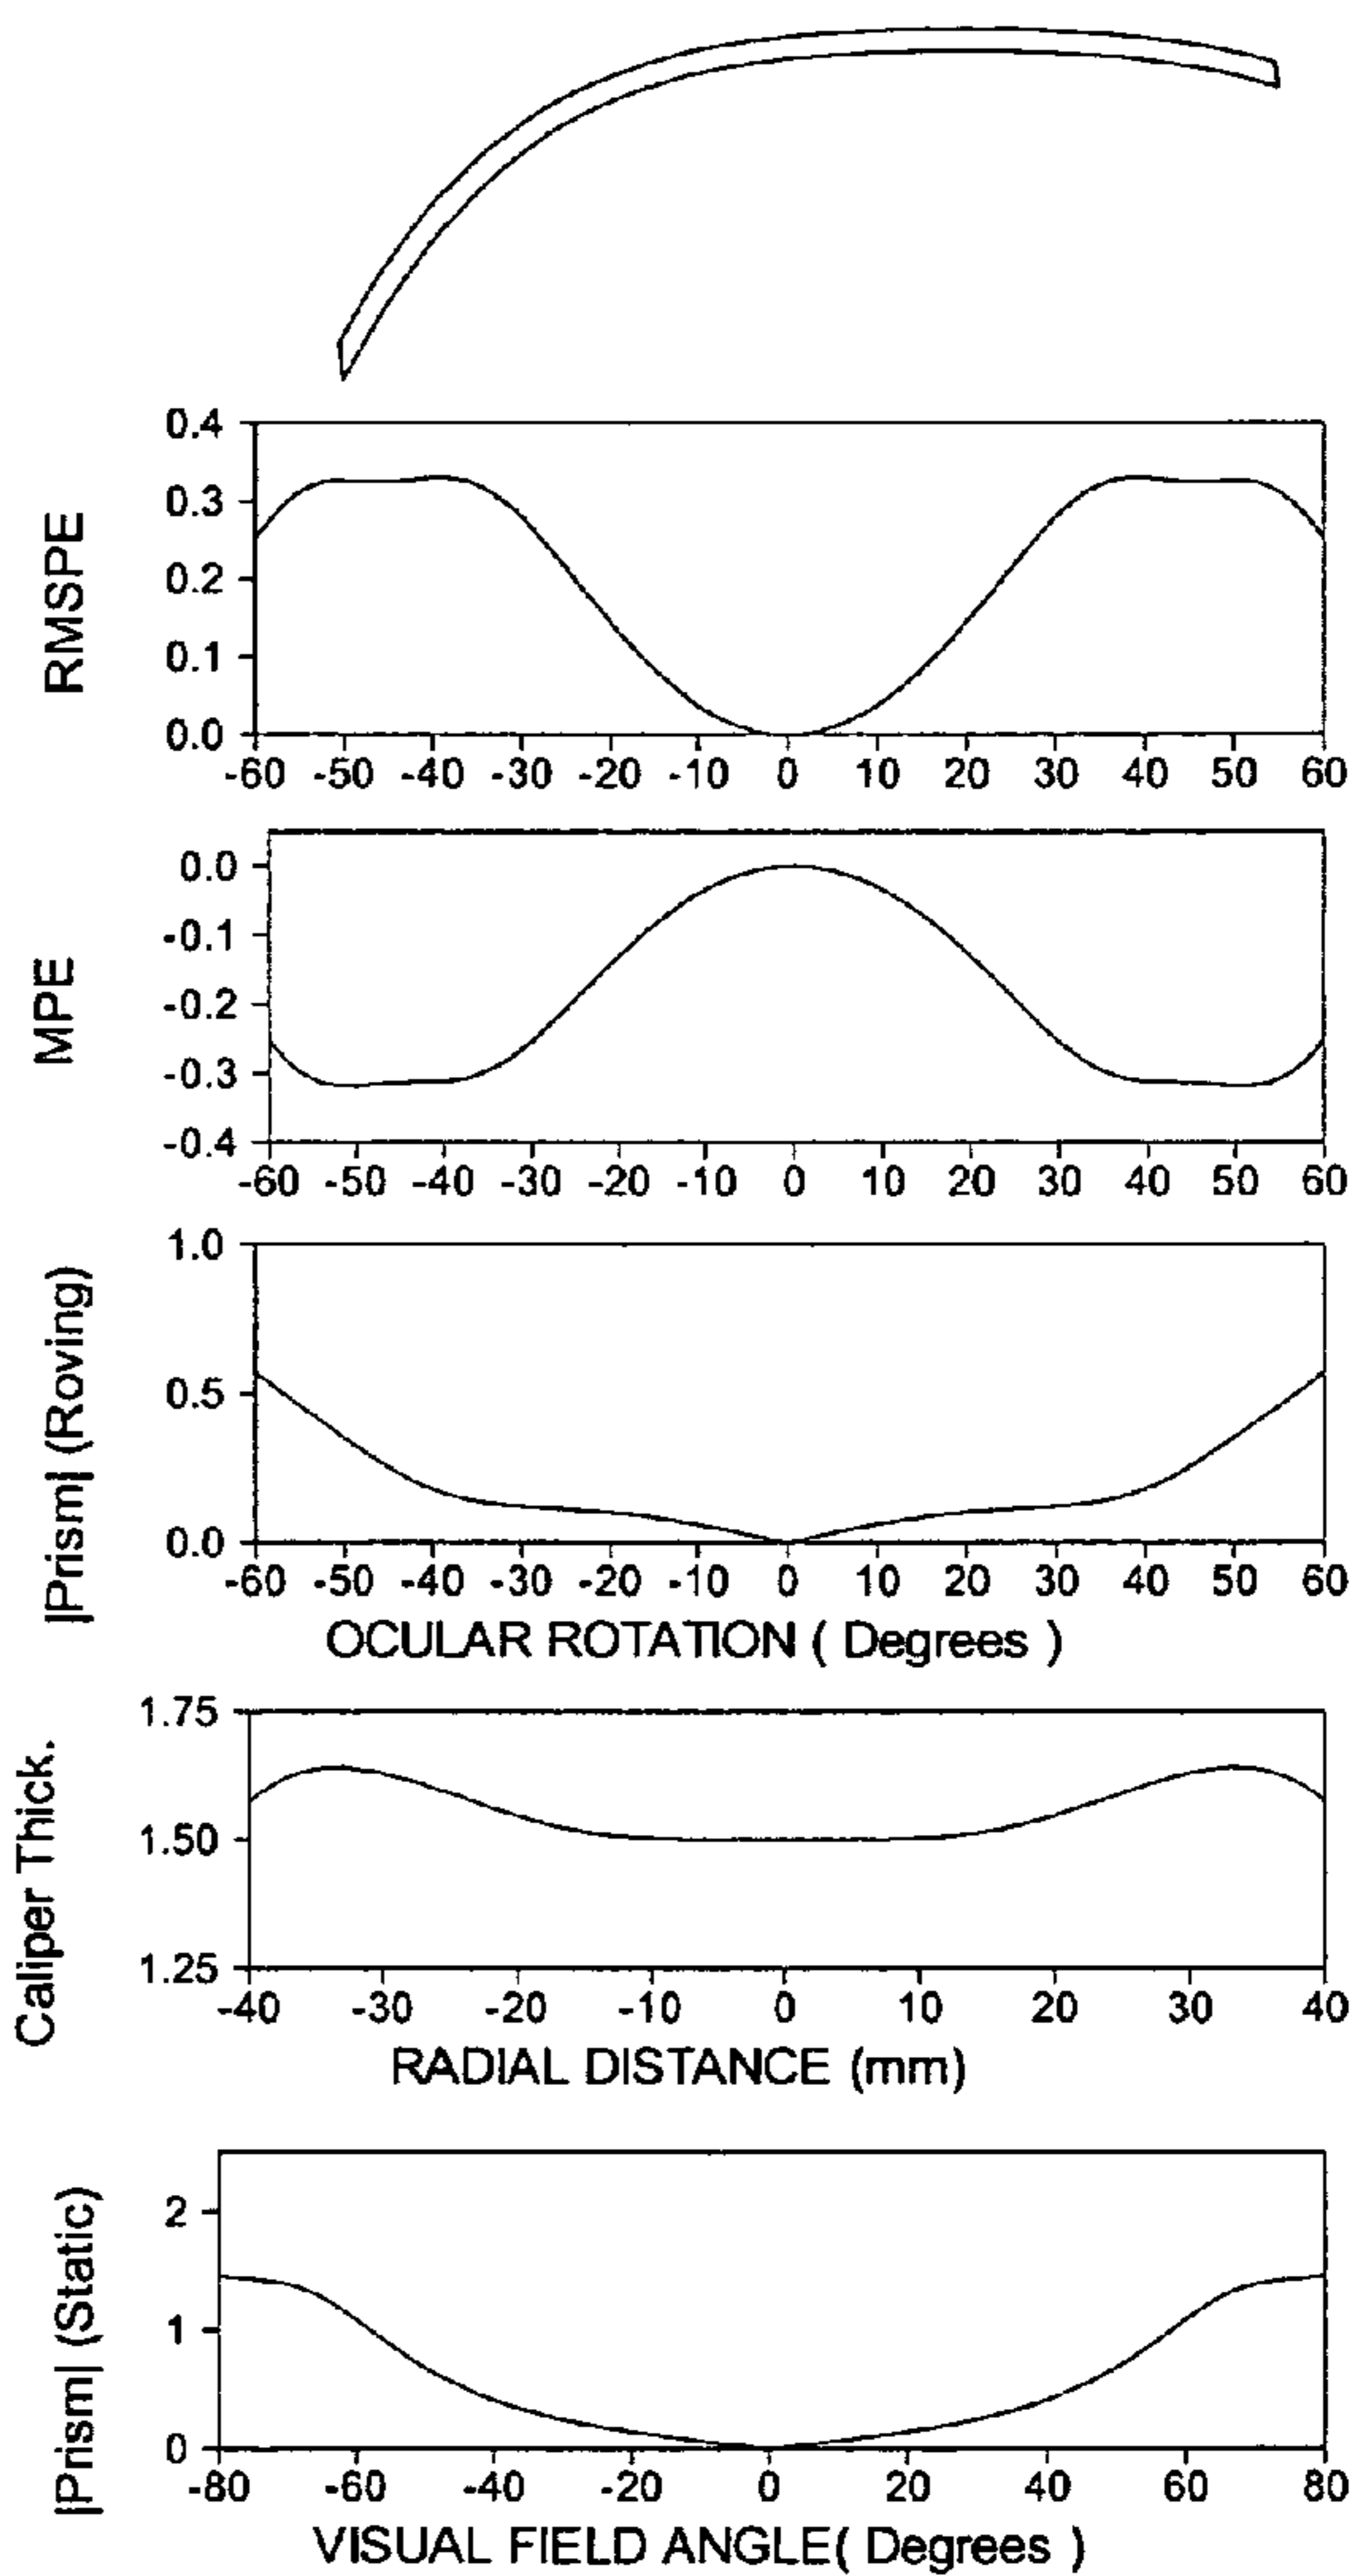 0.4
0.3
0.2
0.1
0.0
RMSPE
-60 -50 -40 -30 -20 -10 0 10 20 30 40 50 60
0.0
-0.1
-0.2
-0.3
-0.4
MPE
-60 -50 -40 -30 -20 -10 0 10 20 30 40 50 60
1.0
0.5
0.0
|Prism| (Roving)
-60 -50 -40 -30 -20 -10 0 10 20 30 40 50 60
OCULAR ROTATION ( Degrees )
1.75
1.50
1.25
Caliper Thick.
-40 -30 -20 -10 0 10 20 30 40
RADIAL DISTANCE (mm)
2
1
0
|Prism| (Static)
-80 -60 -40 -20 0 20 40 60 80
VISUAL FIELD ANGLE( Degrees )